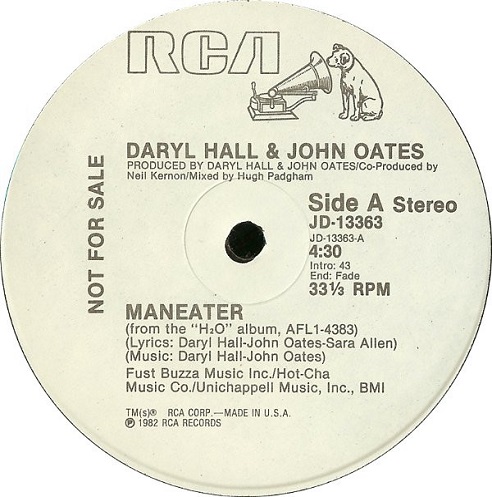 RCA
DARYL HALL & JOHN OATES
PRODUCED BY DARYL HALL & JOHN OATES/Co-Produced by
Neil Kernon/Mixed by Hugh Padgham
NOT FOR SALE
Side A Stereo
JD-13363
JD-13363-A
4:30
Intro: 43
End: Fade
33⅓ RPM
MANEATER
(from the "H₂O" album, AFL1-4383)
(Lyrics: Daryl Hall-John Oates-Sara Allen)
(Music: Daryl Hall-John Oates)
Fust Buzza Music Inc./Hot-Cha
Music Co./Unichappell Music, Inc., BMI
TM(s)® RCA CORP.—MADE IN U.S.A.
℗ 1982 RCA RECORDS